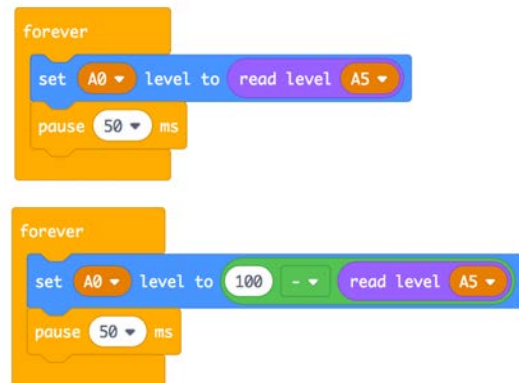 forever
set A0 level to read level A5
pause 50 ms
forever
set A0 level to 100 - read level A5
pause 50 ms